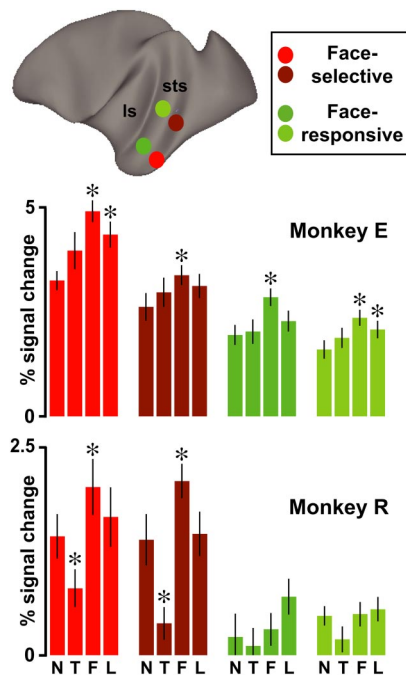 Face-
selective
sts
ls
Face-
responsive
5
* * * * * *
Monkey E
% signal change
0
2.5
* * * *
Monkey R
% signal change
0
N T F L N T F L N T F L N T F L